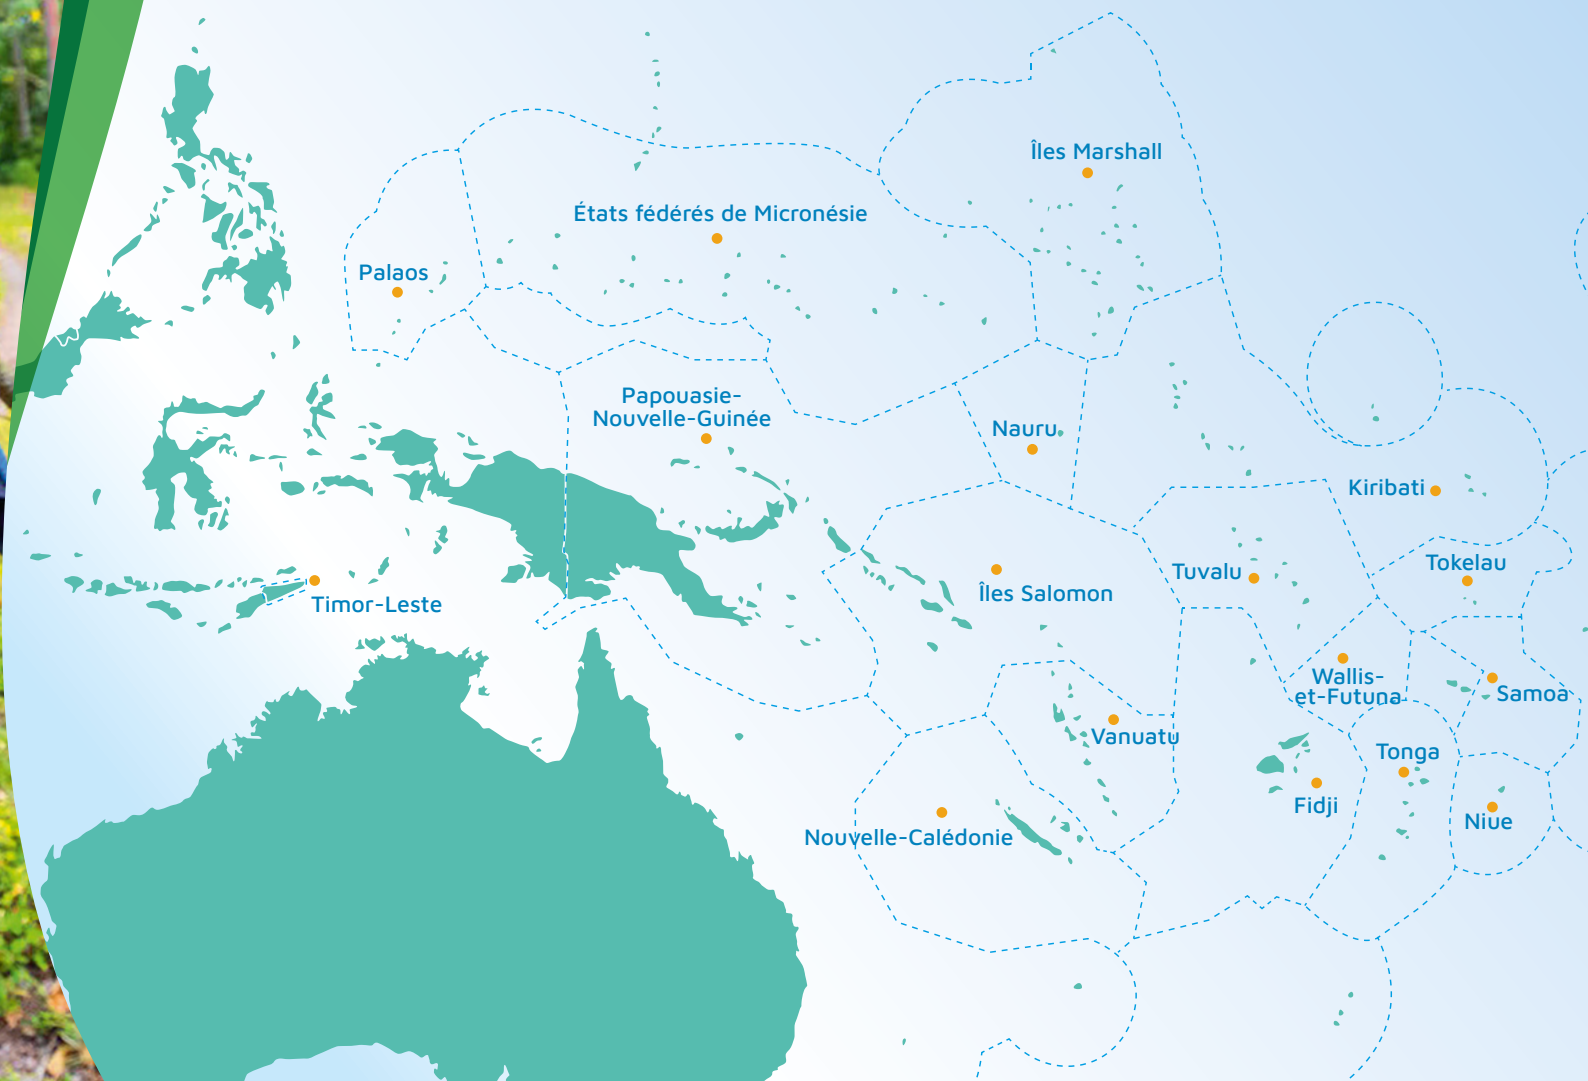 Îles Marshall
États fédérés de Micronésie
Palaos
Papouasie-
Nouvelle-Guinée
Nauru
Kiribati
Tokelau
Tuvalu
Îles Salomon
Timor-Leste
Wallis-
et-Futuna
Samoa
Vanuatu
Tonga
Fidji
Niue
Nouvelle-Calédonie